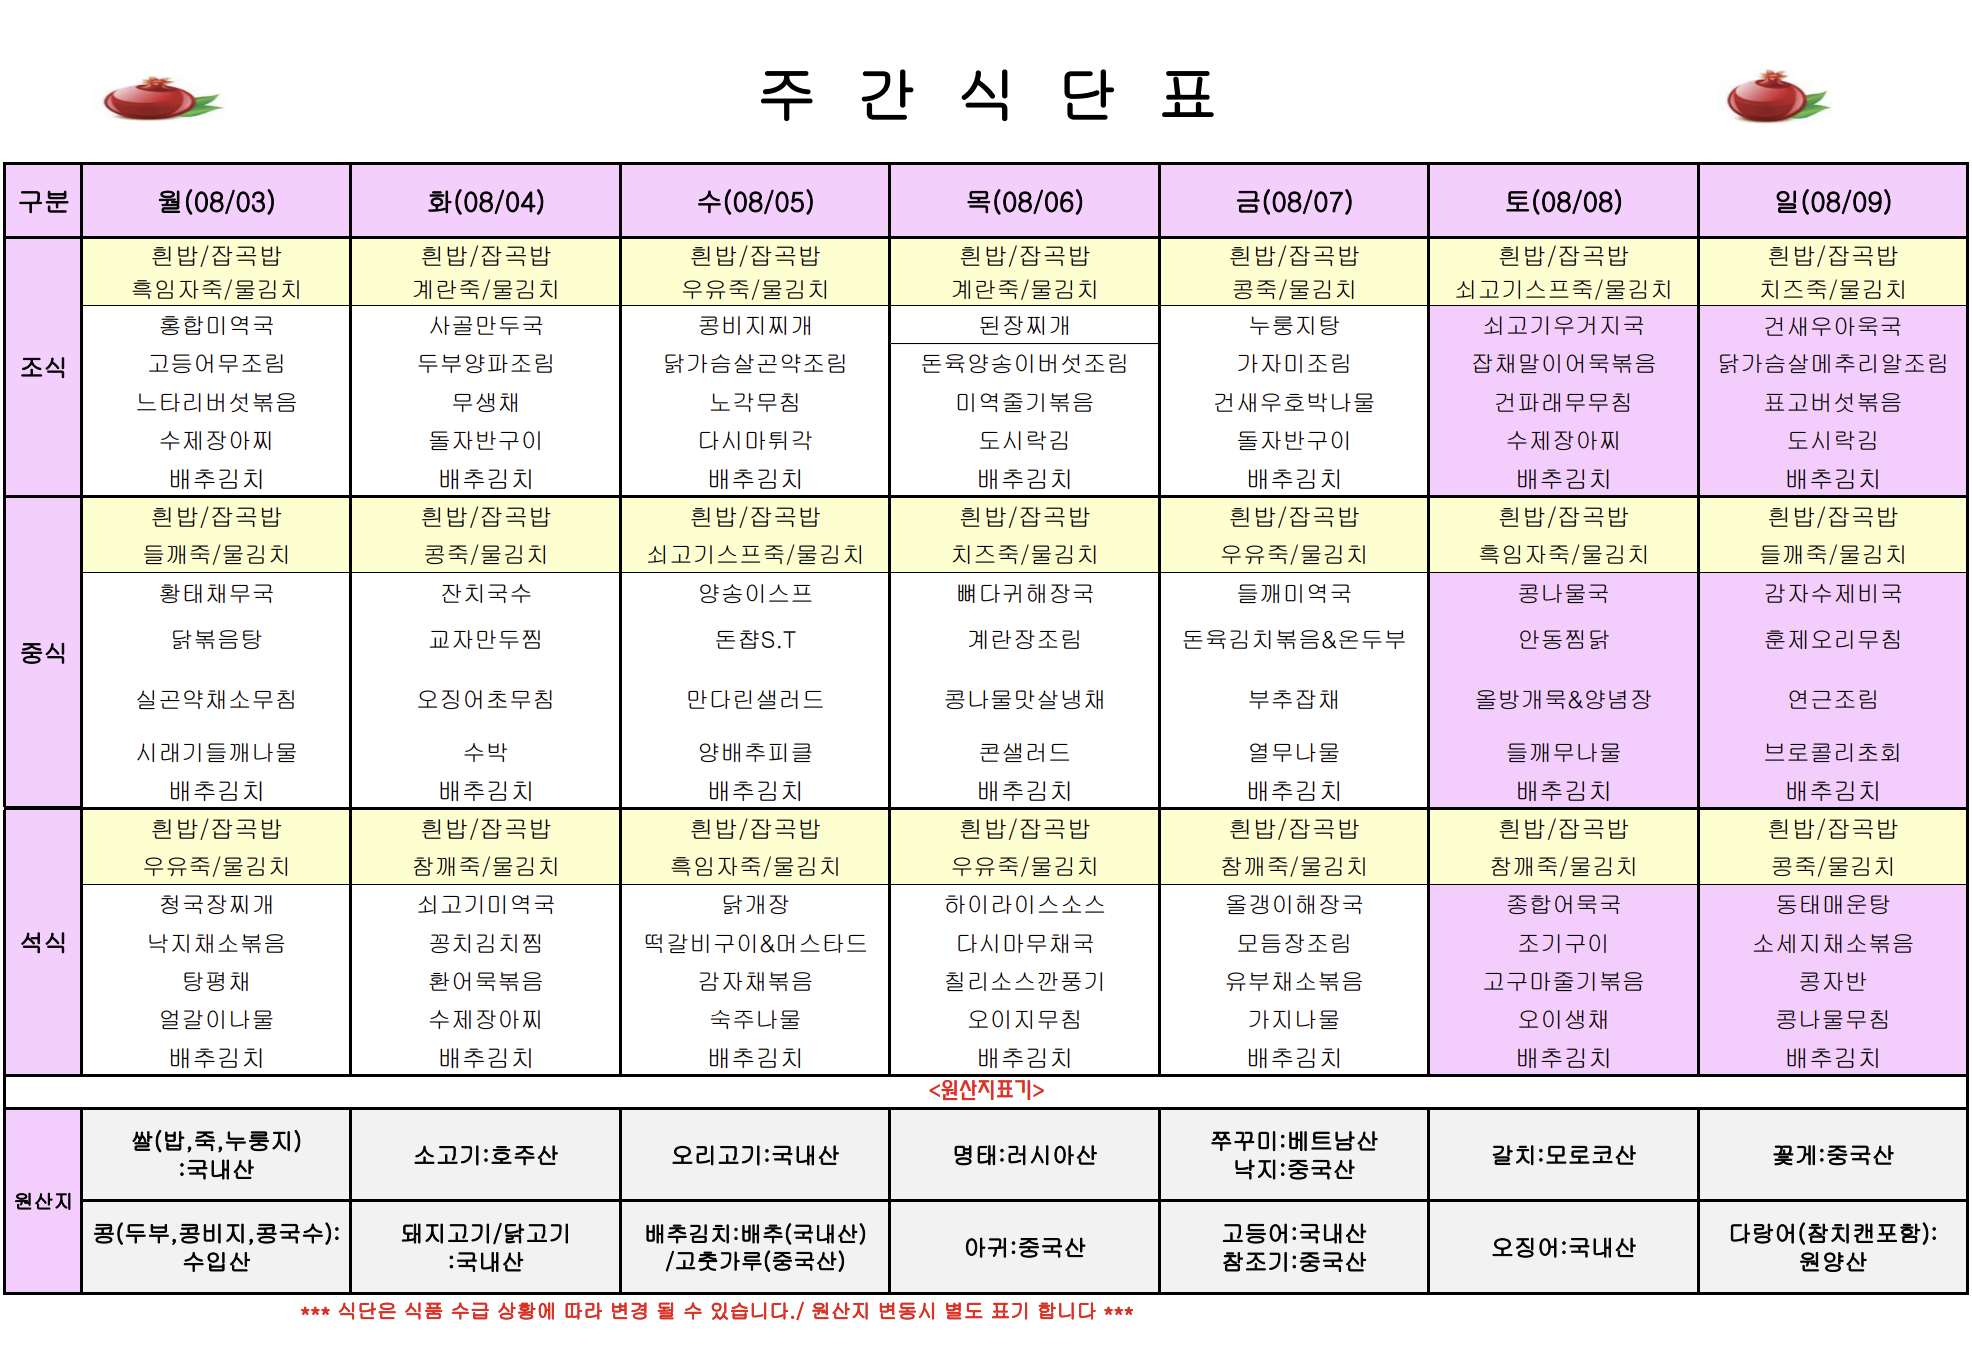 주 간 식 단 표
구분 월(08/03) 화(08/04) 수(08/05) 목(08/06) 금(08/07) 토(08/08) 일(08/09)
흰밥/잡곡밥 흰밥/잡곡밥 흰밥/잡곡밥 흰밥/잡곡밥 흰밥/잡곡밥 흰밥/잡곡밥 흰밥/잡곡밥
흑임자죽/물김치 계란죽/물김치 우유죽/물김치 계란죽/물김치 콩죽/물김치 쇠고기스프죽/물김치 치즈죽/물김치
홍합미역국 사골만두국 콩비지찌개 된장찌개 누룽지탕 쇠고기우거지국 건새우아욱국
조식 고등어무조림 두부양파조림 닭가슴살곤약조림 돈육양송이버섯조림 가자미조림 잡채말이어묵볶음 닭가슴살메추리알조림
느타리버섯볶음 무생채 노각무침 미역줄기볶음 건새우호박나물 건파래무무침 표고버섯볶음
수제장아찌 돌자반구이 다시마튀각 도시락김 돌자반구이 수제장아찌 도시락김
배추김치 배추김치 배추김치 배추김치 배추김치 배추김치 배추김치
흰밥/잡곡밥 흰밥/잡곡밥 흰밥/잡곡밥 흰밥/잡곡밥 흰밥/잡곡밥 흰밥/잡곡밥 흰밥/잡곡밥
들깨죽/물김치 콩죽/물김치 쇠고기스프죽/물김치 치즈죽/물김치 우유죽/물김치 흑임자죽/물김치 들깨죽/물김치
황태채무국 잔치국수 양송이스프 뼈다귀해장국 들깨미역국 콩나물국 감자수제비국
중식 닭볶음탕 교자만두찜 돈찹S.T 계란장조림 돈육김치볶음&온두부 안동찜닭 훈제오리무침
실곤약채소무침 오징어초무침 만다린샐러드 콩나물맛살냉채 부추잡채 올방개묵&양념장 연근조림
시래기들깨나물 수박 양배추피클 콘샐러드 열무나물 들깨무나물 브로콜리초회
배추김치 배추김치 배추김치 배추김치 배추김치 배추김치 배추김치
흰밥/잡곡밥 흰밥/잡곡밥 흰밥/잡곡밥 흰밥/잡곡밥 흰밥/잡곡밥 흰밥/잡곡밥 흰밥/잡곡밥
우유죽/물김치 참깨죽/물김치 흑임자죽/물김치 우유죽/물김치 참깨죽/물김치 참깨죽/물김치 콩죽/물김치
청국장찌개 쇠고기미역국 닭개장 하이라이스소스 올갱이해장국 종합어묵국 동태매운탕
석식 낙지채소볶음 꽁치김치찜 떡갈비구이&머스타드 다시마무채국 모듬장조림 조기구이 소세지채소볶음
탕평채 환어묵볶음 감자채볶음 칠리소스깐풍기 유부채소볶음 고구마줄기볶음 콩자반
얼갈이나물 수제장아찌 숙주나물 오이지무침 가지나물 오이생채 콩나물무침
배추김치 배추김치 배추김치 배추김치 배추김치 배추김치 배추김치
<원산지표기>
원산지
쌀(밥,죽,누룽지)
:국내산
소고기:호주산
오리고기:국내산
명태:러시아산
쭈꾸미:베트남산
낙지:중국산
갈치:모로코산
꽃게:중국산
콩(두부,콩비지,콩국수):
수입산
돼지고기/닭고기
:국내산
배추김치:배추(국내산)
/고춧가루(중국산)
아귀:중국산
고등어:국내산
참조기:중국산
오징어:국내산
다랑어(참치캔포함):
원양산
*** 식단은 식품 수급 상황에 따라 변경 될 수 있습니다./ 원산지 변동시 별도 표기 합니다 ***